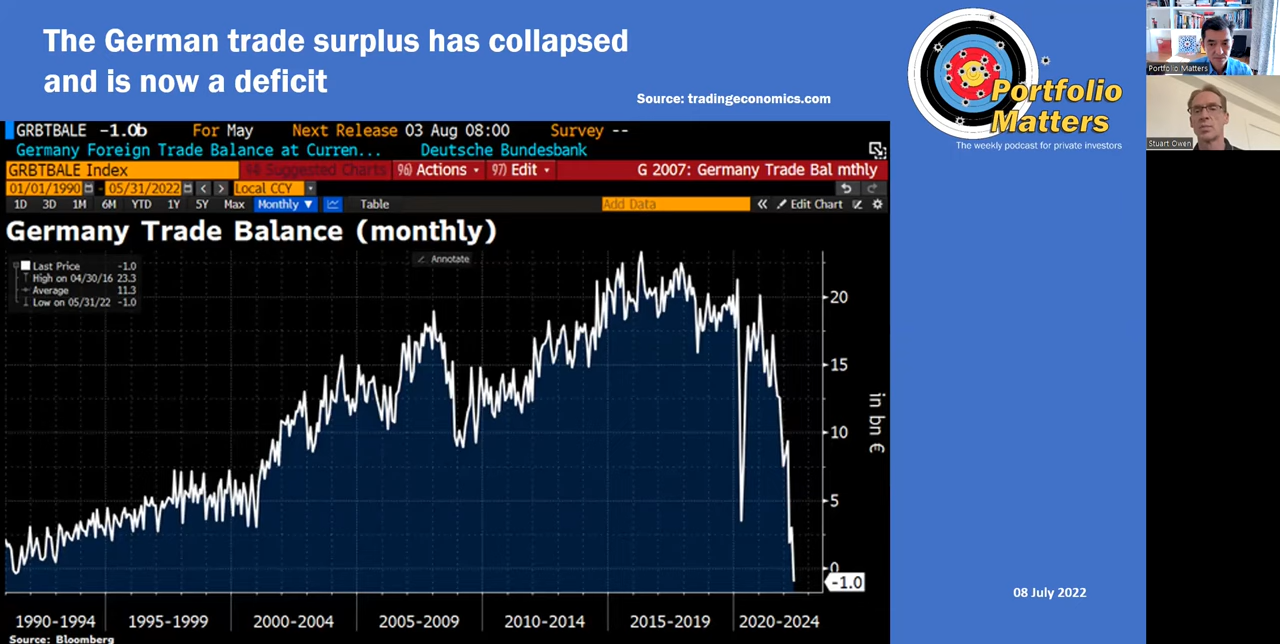 The German trade surplus has collapsed
and is now a deficit
Source: tradingeconomics.com
Portfolio
Matters
The weekly podcast for private investors
Portfolio Matters
Stuart Owen
GRBTBALE -1.0b For May Next Release 03 Aug 08:00 Survey --
Germany Foreign Trade Balance at Curren... Deutsche Bundesbank
GRBTBALE Index 98) Suggested Charts 96) Actions 97) Edit G 2007: Germany Trade Bal mthly
01/01/1990 - 05/31/2022 Local CCY
1D 3D 1M 6M YTD 1Y 5Y Max Monthly ▼ Table Add Data « Edit Chart
Germany Trade Balance (monthly)
Annotate
Last Price -1.0
High on 04/30/16 23.3
Average 11.3
Low on 05/31/22 -1.0
20
15
10
5
0
-1.0
in bn €
1990-1994 1995-1999 2000-2004 2005-2009 2010-2014 2015-2019 2020-2024
Source: Bloomberg
08 July 2022